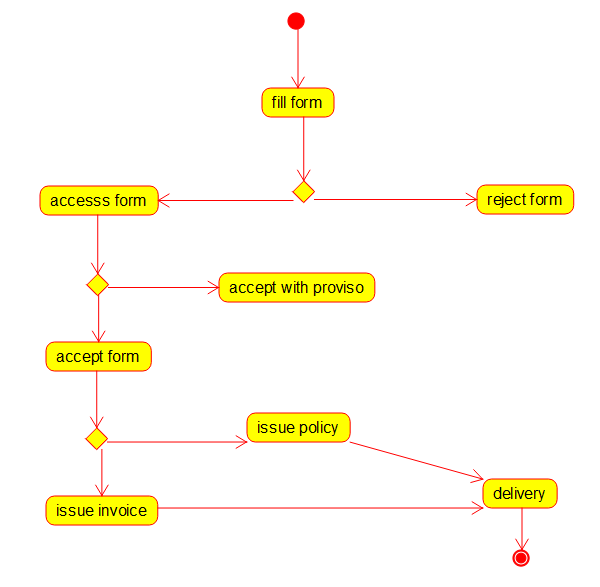 fill form
accesss form
reject form
accept with proviso
accept form
issue policy
delivery
issue invoice